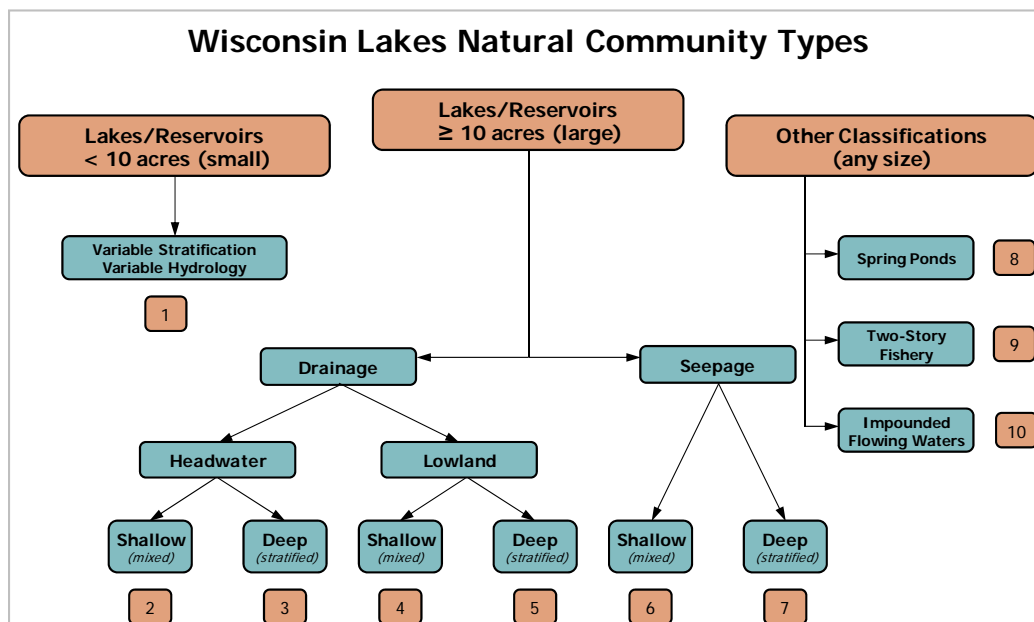 Wisconsin Lakes Natural Community Types
Lakes/Reservoirs
< 10 acres (small)
Lakes/Reservoirs
≥ 10 acres (large)
Other Classifications
(any size)
Variable Stratification
Variable Hydrology
1
Spring Ponds
8
Two-Story
Fishery
9
Impounded
Flowing Waters
10
Drainage
Seepage
Headwater
Lowland
Shallow
(mixed)
Deep
(stratified)
Shallow
(mixed)
Deep
(stratified)
Shallow
(mixed)
Deep
(stratified)
2
3
4
5
6
7